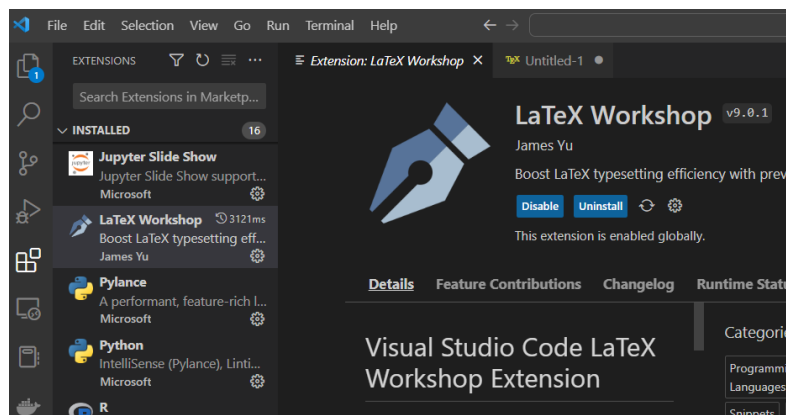 File Edit Selection View Go Run Terminal Help
EXTENSIONS
Extension: LaTeX Workshop
TEX Untitled-1
1
Search Extensions in Marketp...
INSTALLED 16
Jupyter Slide Show
Jupyter Slide Show support...
Microsoft
LaTeX Workshop 3121ms
Boost LaTeX typesetting eff...
James Yu
Pylance
A performant, feature-rich l...
Microsoft
Python
IntelliSense (Pylance), Linti...
Microsoft
R
LaTeX Workshop v9.0.1
James Yu
Boost LaTeX typesetting efficiency with prev
Disable Uninstall
This extension is enabled globally.
Details Feature Contributions Changelog Runtime Statu
Visual Studio Code LaTeX
Workshop Extension
Categorie
Programmi
Languages
Snippets